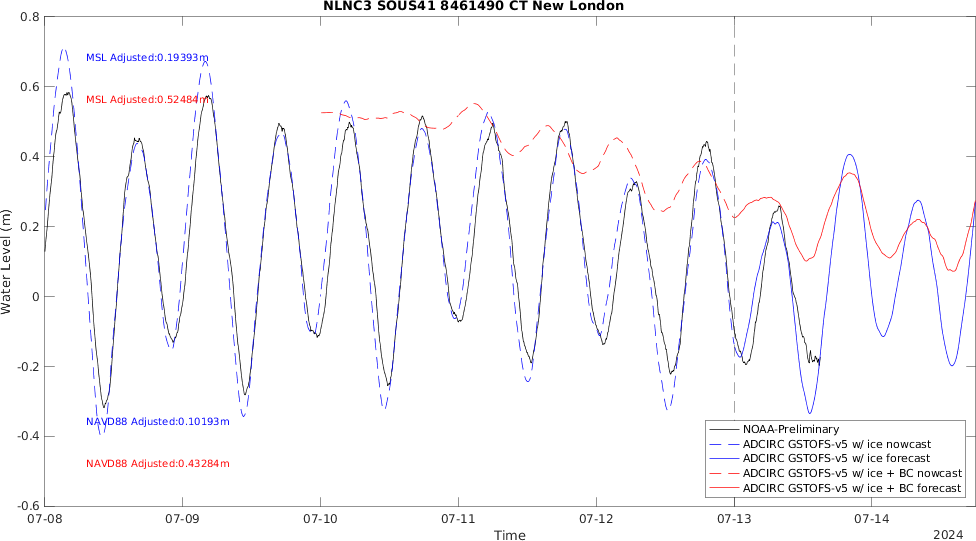 NLNC3 SOUS41 8461490 CT New London
0.8
0.6
0.4
0.2
0
-0.2
-0.4
-0.6
Water Level (m)
MSL Adjusted:0.19393m
MSL Adjusted:0.52484m
NAVD88 Adjusted:0.10193m
NAVD88 Adjusted:0.43284m
NOAA-Preliminary
ADCIRC GSTOFS-v5 w/ ice nowcast
ADCIRC GSTOFS-v5 w/ ice forecast
ADCIRC GSTOFS-v5 w/ ice + BC nowcast
ADCIRC GSTOFS-v5 w/ ice + BC forecast
07-08 07-09 07-10 07-11 07-12 07-13 07-14
Time
2024